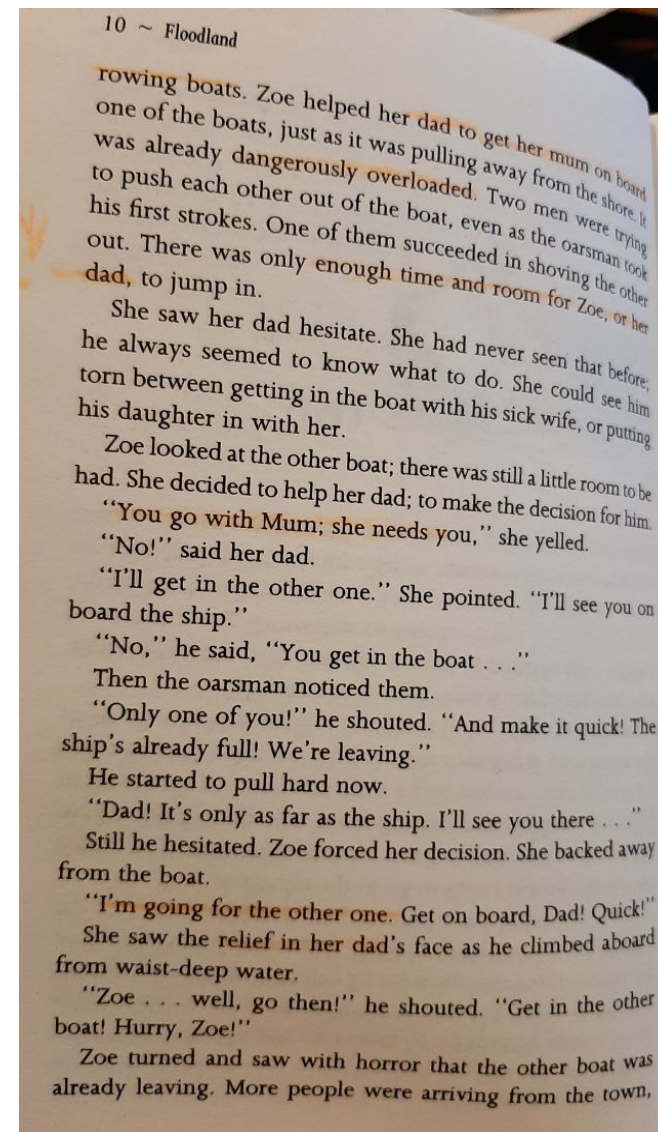 10 ~ Floodland
rowing boats. Zoe helped her dad to get her mum on board
one of the boats, just as it was pulling away from the shore. It
was already dangerously overloaded. Two men were trying
to push each other out of the boat, even as the oarsman took
his first strokes. One of them succeeded in shoving the other
out. There was only enough time and room for Zoe, or her
dad, to jump in.
She saw her dad hesitate. She had never seen that before;
he always seemed to know what to do. She could see him
torn between getting in the boat with his sick wife, or putting
his daughter in with her.
Zoe looked at the other boat; there was still a little room to be
had. She decided to help her dad; to make the decision for him.
‘‘You go with Mum; she needs you,’’ she yelled.
‘‘No!’’ said her dad.
‘‘I’ll get in the other one.’’ She pointed. ‘‘I’ll see you on
board the ship.’’
‘‘No,’’ he said, ‘‘You get in the boat . . .’’
Then the oarsman noticed them.
‘‘Only one of you!’’ he shouted. ‘‘And make it quick! The
ship’s already full! We’re leaving.’’
He started to pull hard now.
‘‘Dad! It’s only as far as the ship. I’ll see you there . . .’’
Still he hesitated. Zoe forced her decision. She backed away
from the boat.
‘‘I’m going for the other one. Get on board, Dad! Quick!’’
She saw the relief in her dad’s face as he climbed aboard
from waist-deep water.
‘‘Zoe . . . well, go then!’’ he shouted. ‘‘Get in the other
boat! Hurry, Zoe!’’
Zoe turned and saw with horror that the other boat was
already leaving. More people were arriving from the town,